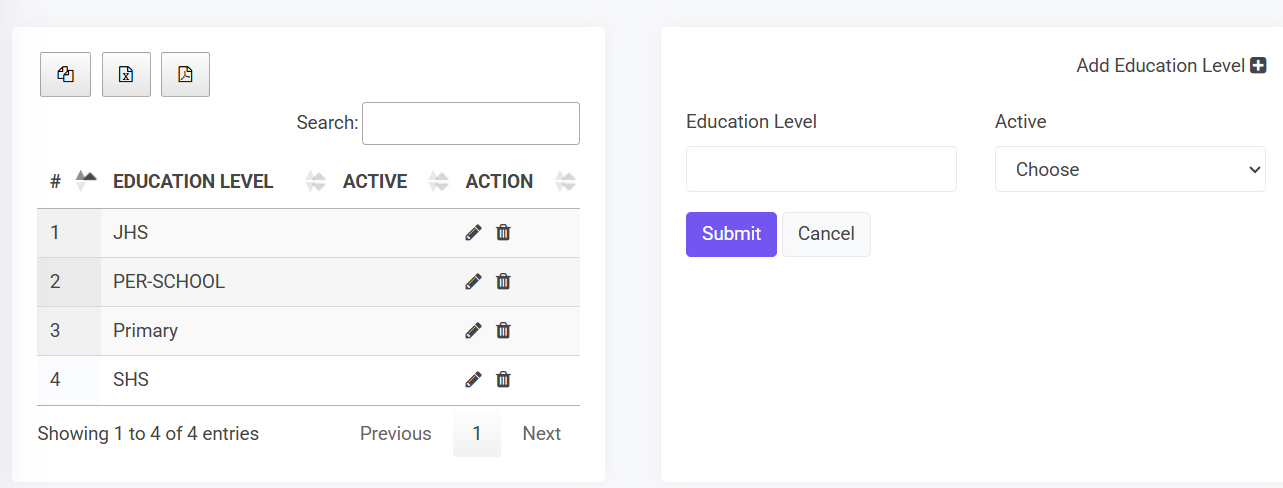 Search:
# EDUCATION LEVEL ACTIVE ACTION
1 JHS
2 PER-SCHOOL
3 Primary
4 SHS
Showing 1 to 4 of 4 entries Previous 1 Next
Add Education Level
Education Level Active
Choose
Submit Cancel